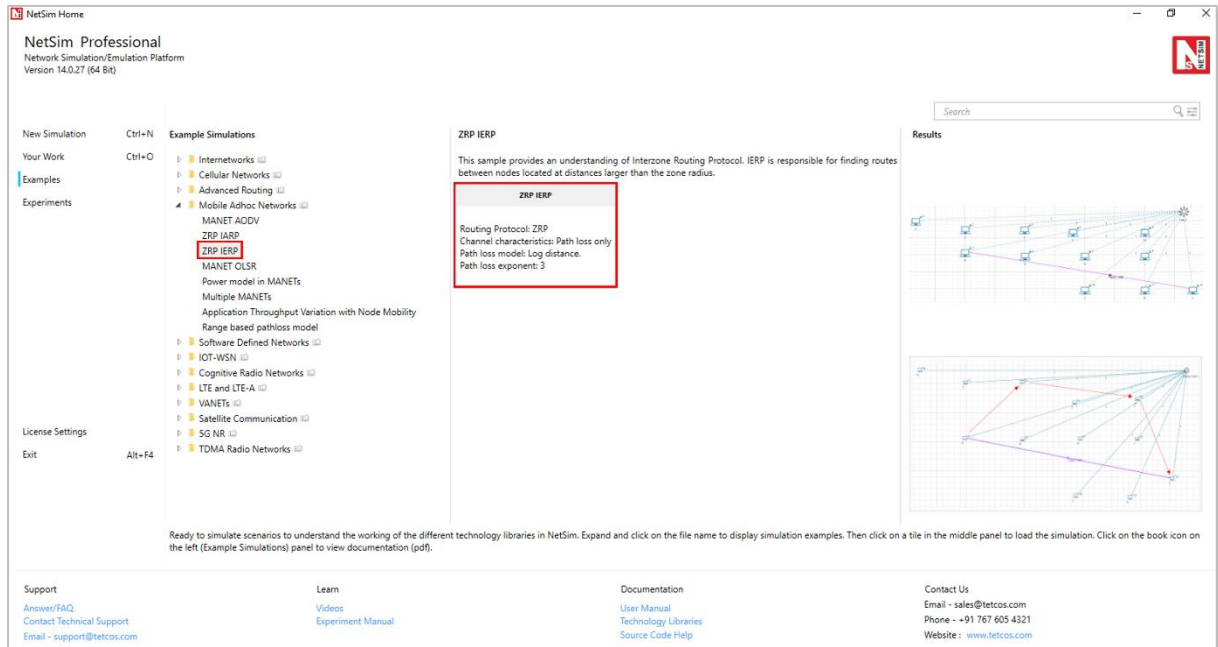 NetSim Home
NetSim Professional
Network Simulation/Emulation Platform
Version 14.0.27 (64 Bit)
NETSIM
Search
New Simulation Ctrl+N
Your Work Ctrl+O
Examples
Experiments
License Settings
Exit Alt+F4
Example Simulations
Internetworks
Cellular Networks
Advanced Routing
Mobile Adhoc Networks
MANET AODV
ZRP IARP
ZRP IERP
MANET OLSR
Power model in MANETs
Multiple MANETs
Application Throughput Variation with Node Mobility
Range based pathloss model
Software Defined Networks
IOT-WSN
Cognitive Radio Networks
LTE and LTE-A
VANETs
Satellite Communication
5G NR
TDMA Radio Networks
ZRP IERP
This sample provides an understanding of Interzone Routing Protocol. IERP is responsible for finding routes
between nodes located at distances larger than the zone radius.
ZRP IERP
Routing Protocol: ZRP
Channel characteristics: Path loss only
Path loss model: Log distance.
Path loss exponent: 3
Results
Ready to simulate scenarios to understand the working of the different technology libraries in NetSim. Expand and click on the file name to display simulation examples. Then click on a tile in the middle panel to load the simulation. Click on the book icon on
the left (Example Simulations) panel to view documentation (pdf).
Support
Answer/FAQ
Contact Technical Support
Email - support@tetcos.com
Learn
Videos
Experiment Manual
Documentation
User Manual
Technology Libraries
Source Code Help
Contact Us
Email - sales@tetcos.com
Phone - +91 767 605 4321
Website : www.tetcos.com